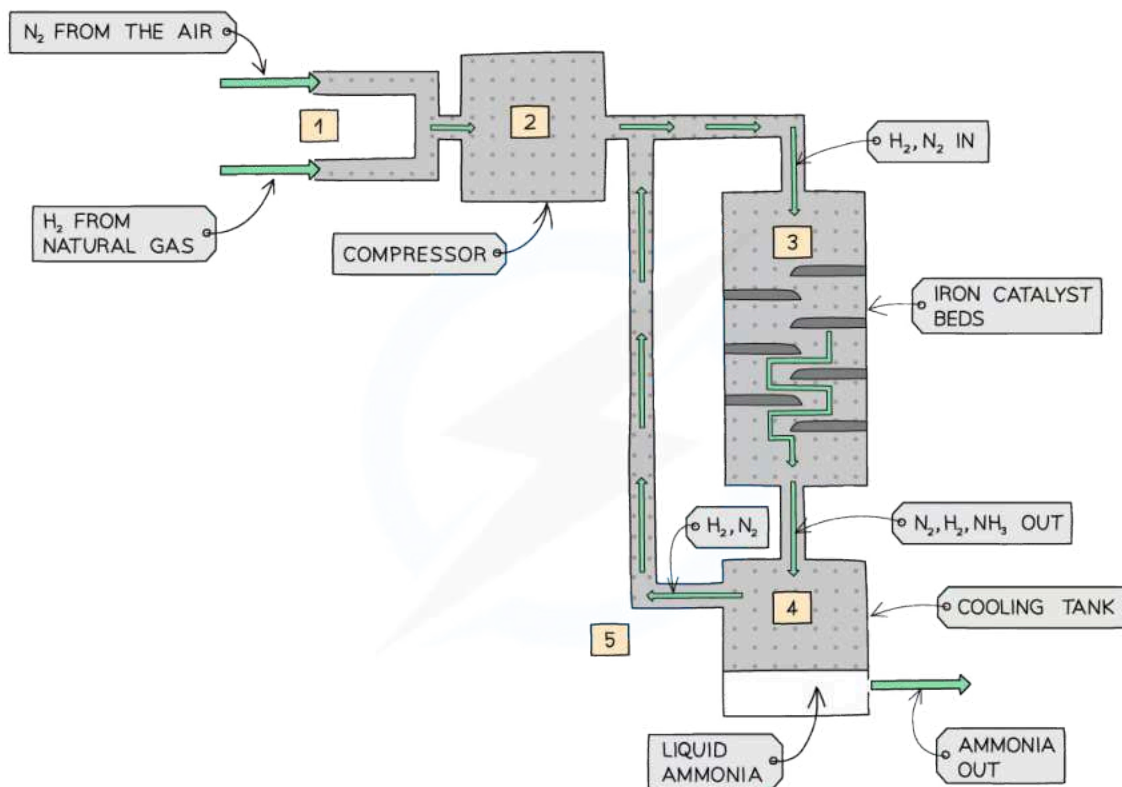 N₂ FROM THE AIR
1
2
H₂ FROM
NATURAL GAS
COMPRESSOR
H₂, N₂ IN
3
IRON CATALYST
BEDS
H₂, N₂
N₂, H₂, NH₃ OUT
4
COOLING TANK
5
LIQUID
AMMONIA
AMMONIA
OUT